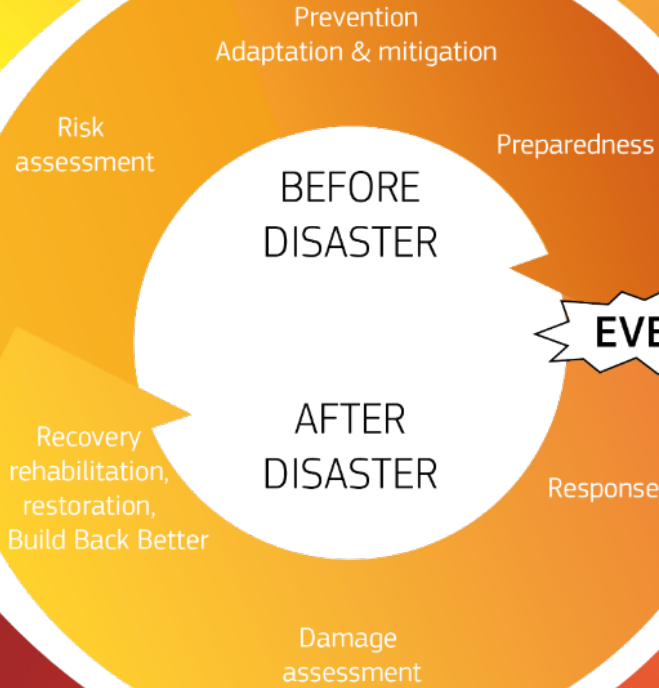 Prevention
Adaptation & mitigation
Risk
assessment
Preparedness
BEFORE
DISASTER
EVE
AFTER
DISASTER
Recovery
rehabilitation,
restoration,
Build Back Better
Response
Damage
assessment